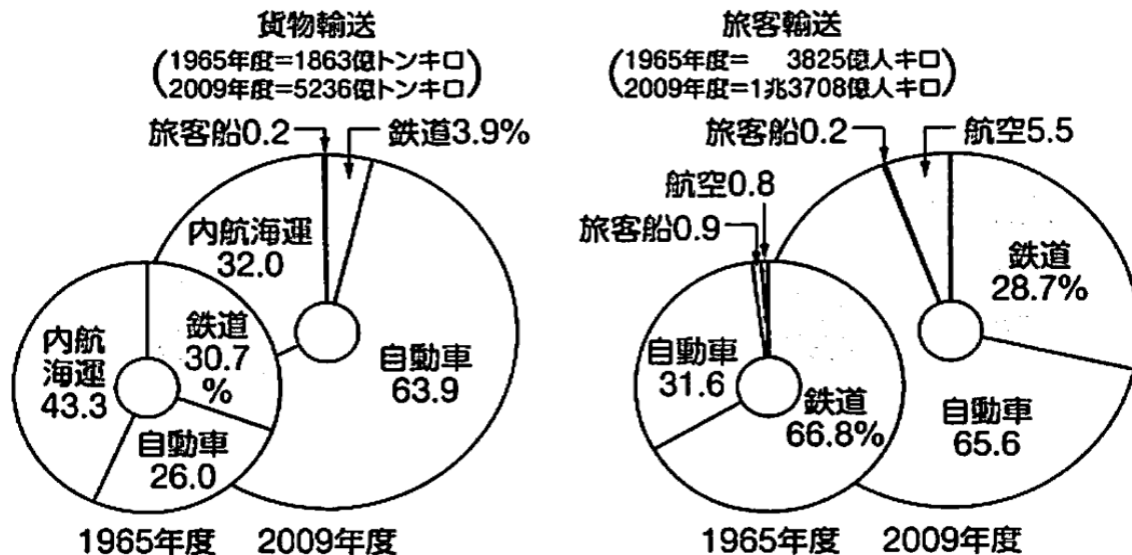 貨物輸送
(1965年度=1863億トンキロ
2009年度=5236億トンキロ)
旅客船0.2
鉄道3.9%
内航海運
32.0
自動車
63.9
内航
海運
43.3
鉄道
30.7
%
自動車
26.0
1965年度
2009年度
旅客輸送
(1965年度= 3825億人キロ
2009年度=1兆3708億人キロ)
旅客船0.2
航空5.5
航空0.8
旅客船0.9
鉄道
28.7%
自動車
65.6
自動車
31.6
鉄道
66.8%
1965年度
2009年度